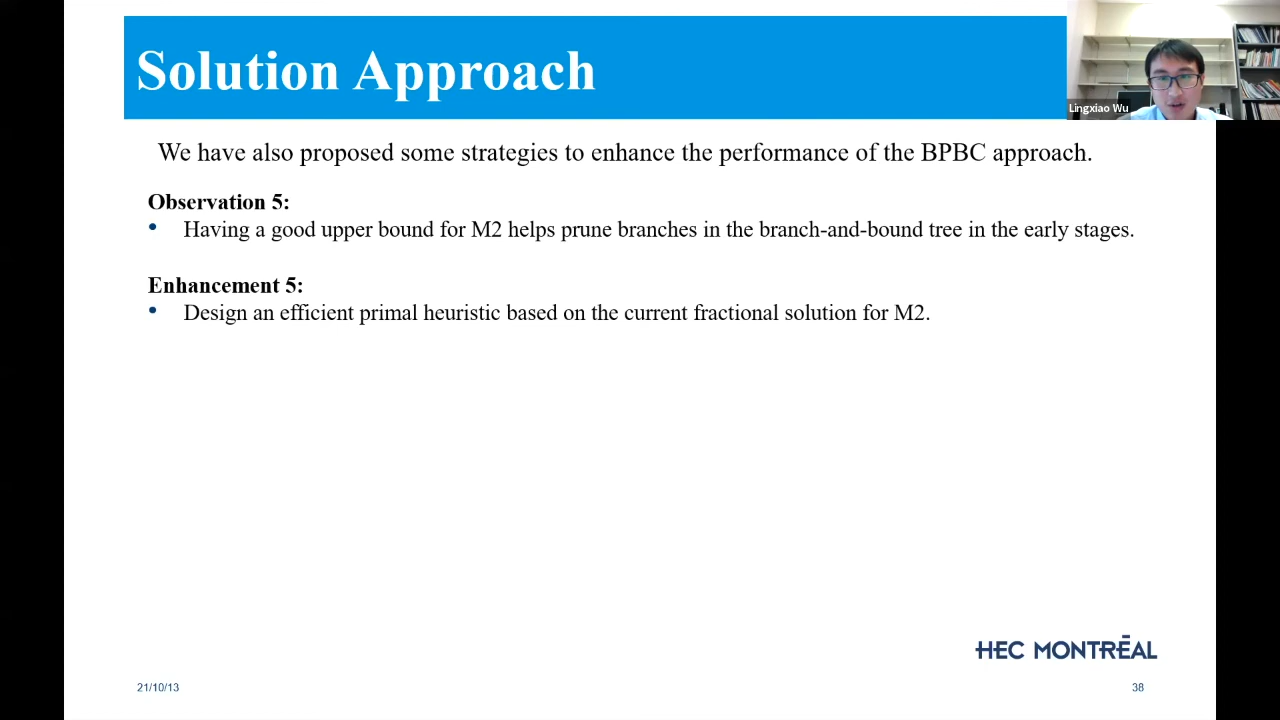 Solution Approach
Lingxiao Wu
We have also proposed some strategies to enhance the performance of the BPBC approach.
Observation 5:
• Having a good upper bound for M2 helps prune branches in the branch-and-bound tree in the early stages.
Enhancement 5:
• Design an efficient primal heuristic based on the current fractional solution for M2.
HEC MONTRÉAL
21/10/13
38